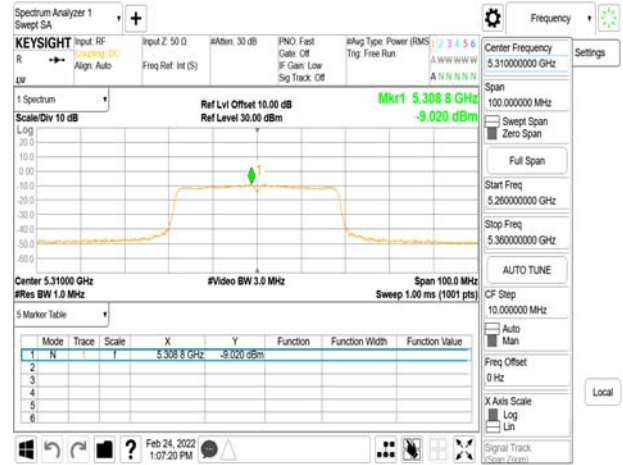 Spectrum Analyzer 1
Swept SA
+
Frequency
KEYSIGHT
R
Input: RF
Coupling: DC
Align: Auto
Input Z: 50 Ω
Freq Ref: Int (S)
#Atten: 30 dB
PNO: Fast
Gate: Off
IF Gain: Low
Sig Track: Off
#Avg Type: Power (RMS
Trig: Free Run
1 2 3 4 5 6
A W W W W W
A N N N N N
Center Frequency
5.310000000 GHz
Settings
1 Spectrum
Scale/Div 10 dB
Ref Lvl Offset 10.00 dB
Ref Level 30.00 dBm
Mkr1 5.308 8 GHz
-9.020 dBm
Span
100.000000 MHz
Swept Span
Zero Span
Full Span
Start Freq
5.260000000 GHz
Stop Freq
5.360000000 GHz
AUTO TUNE
CF Step
10.000000 MHz
Auto
Man
Freq Offset
0 Hz
X Axis Scale
Log
Lin
Signal Track
(Span Zoom)
Local
Log
20.0
10.0
0.00
-10.0
-20.0
-30.0
-40.0
-50.0
-60.0
1
Center 5.31000 GHz
#Res BW 1.0 MHz
#Video BW 3.0 MHz
Span 100.0 MHz
Sweep 1.00 ms (1001 pts)
5 Marker Table
Mode Trace Scale X Y Function Function Width Function Value
1 N 1 f 5.308 8 GHz -9.020 dBm
2
3
4
5
6
?
Feb 24, 2022
1:07:20 PM